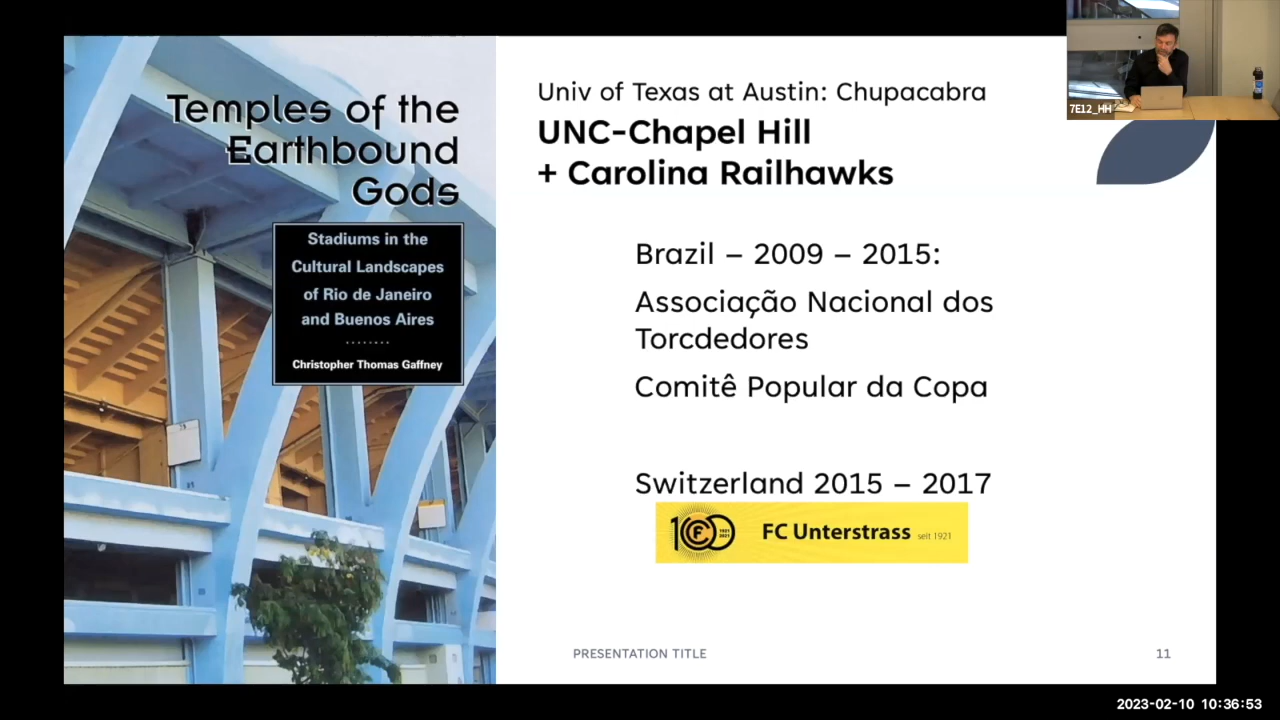 Temples of the
Earthbound
Gods
Stadiums in the
Cultural Landscapes
of Rio de Janeiro
and Buenos Aires
Christopher Thomas Gaffney
Univ of Texas at Austin: Chupacabra
UNC-Chapel Hill
+ Carolina Railhawks
Brazil – 2009 – 2015:
Associação Nacional dos
Torcdedores
Comitê Popular da Copa
Switzerland 2015 – 2017
100 F 1921 2021 FC Unterstrass seit 1921
PRESENTATION TITLE
11
7E12_HH
2023-02-10 10:36:53